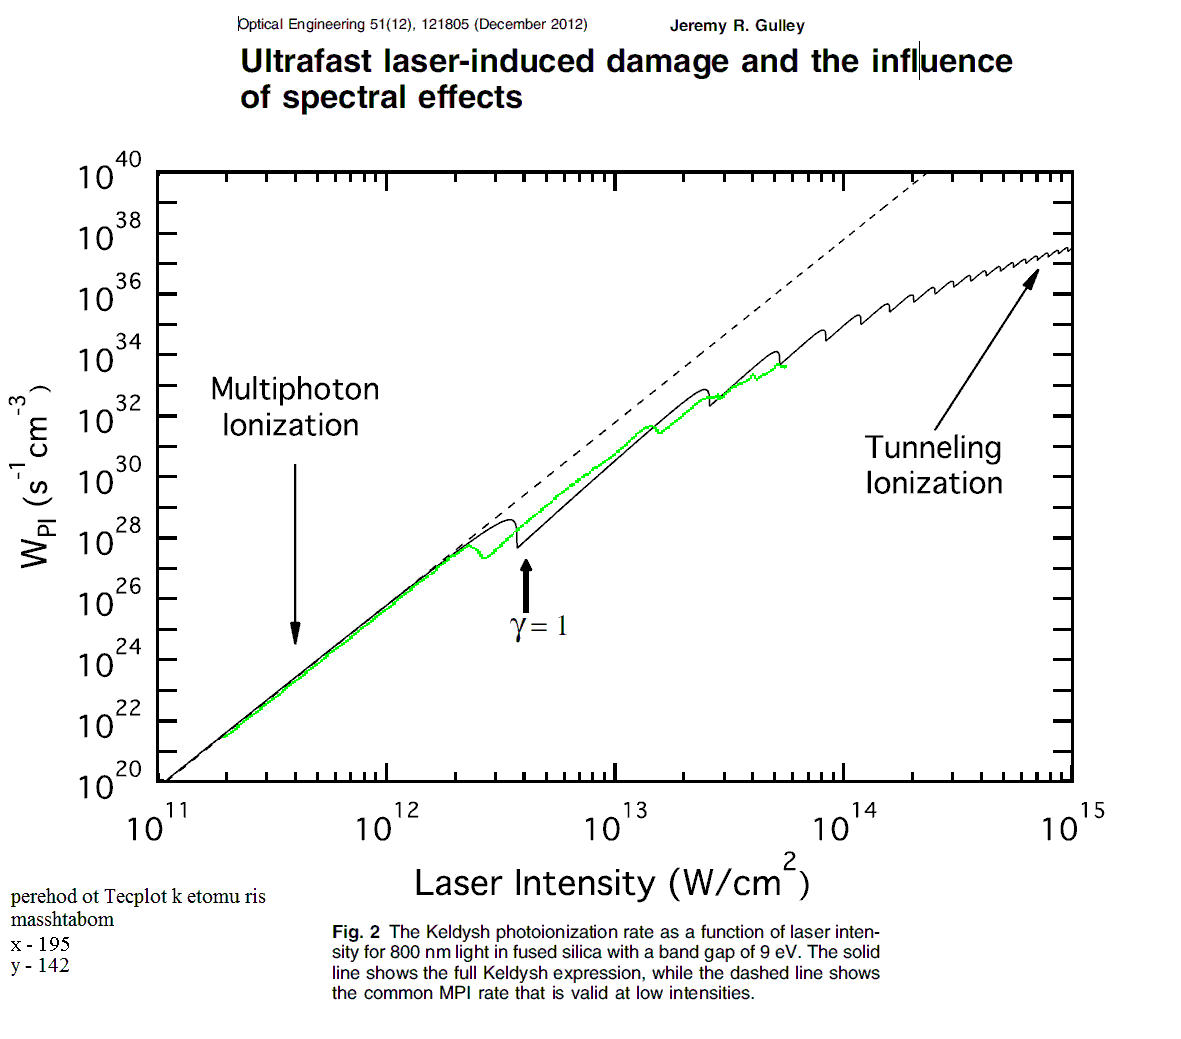 Optical Engineering 51(12), 121805 (December 2012) Jeremy R. Gulley
Ultrafast laser-induced damage and the influence
of spectral effects
10^40
10^38
10^36
10^34
10^32
10^30
10^28
10^26
10^24
10^22
10^20
W_PI (s^-1 cm^-3)
Multiphoton
Ionization
Tunneling
Ionization
γ = 1
10^11 10^12 10^13 10^14 10^15
Laser Intensity (W/cm^2)
perehod ot Tecplot k etomu ris
masshtabom
x - 195
y - 142
Fig. 2 The Keldysh photoionization rate as a function of laser inten-
sity for 800 nm light in fused silica with a band gap of 9 eV. The solid
line shows the full Keldysh expression, while the dashed line shows
the common MPI rate that is valid at low intensities.